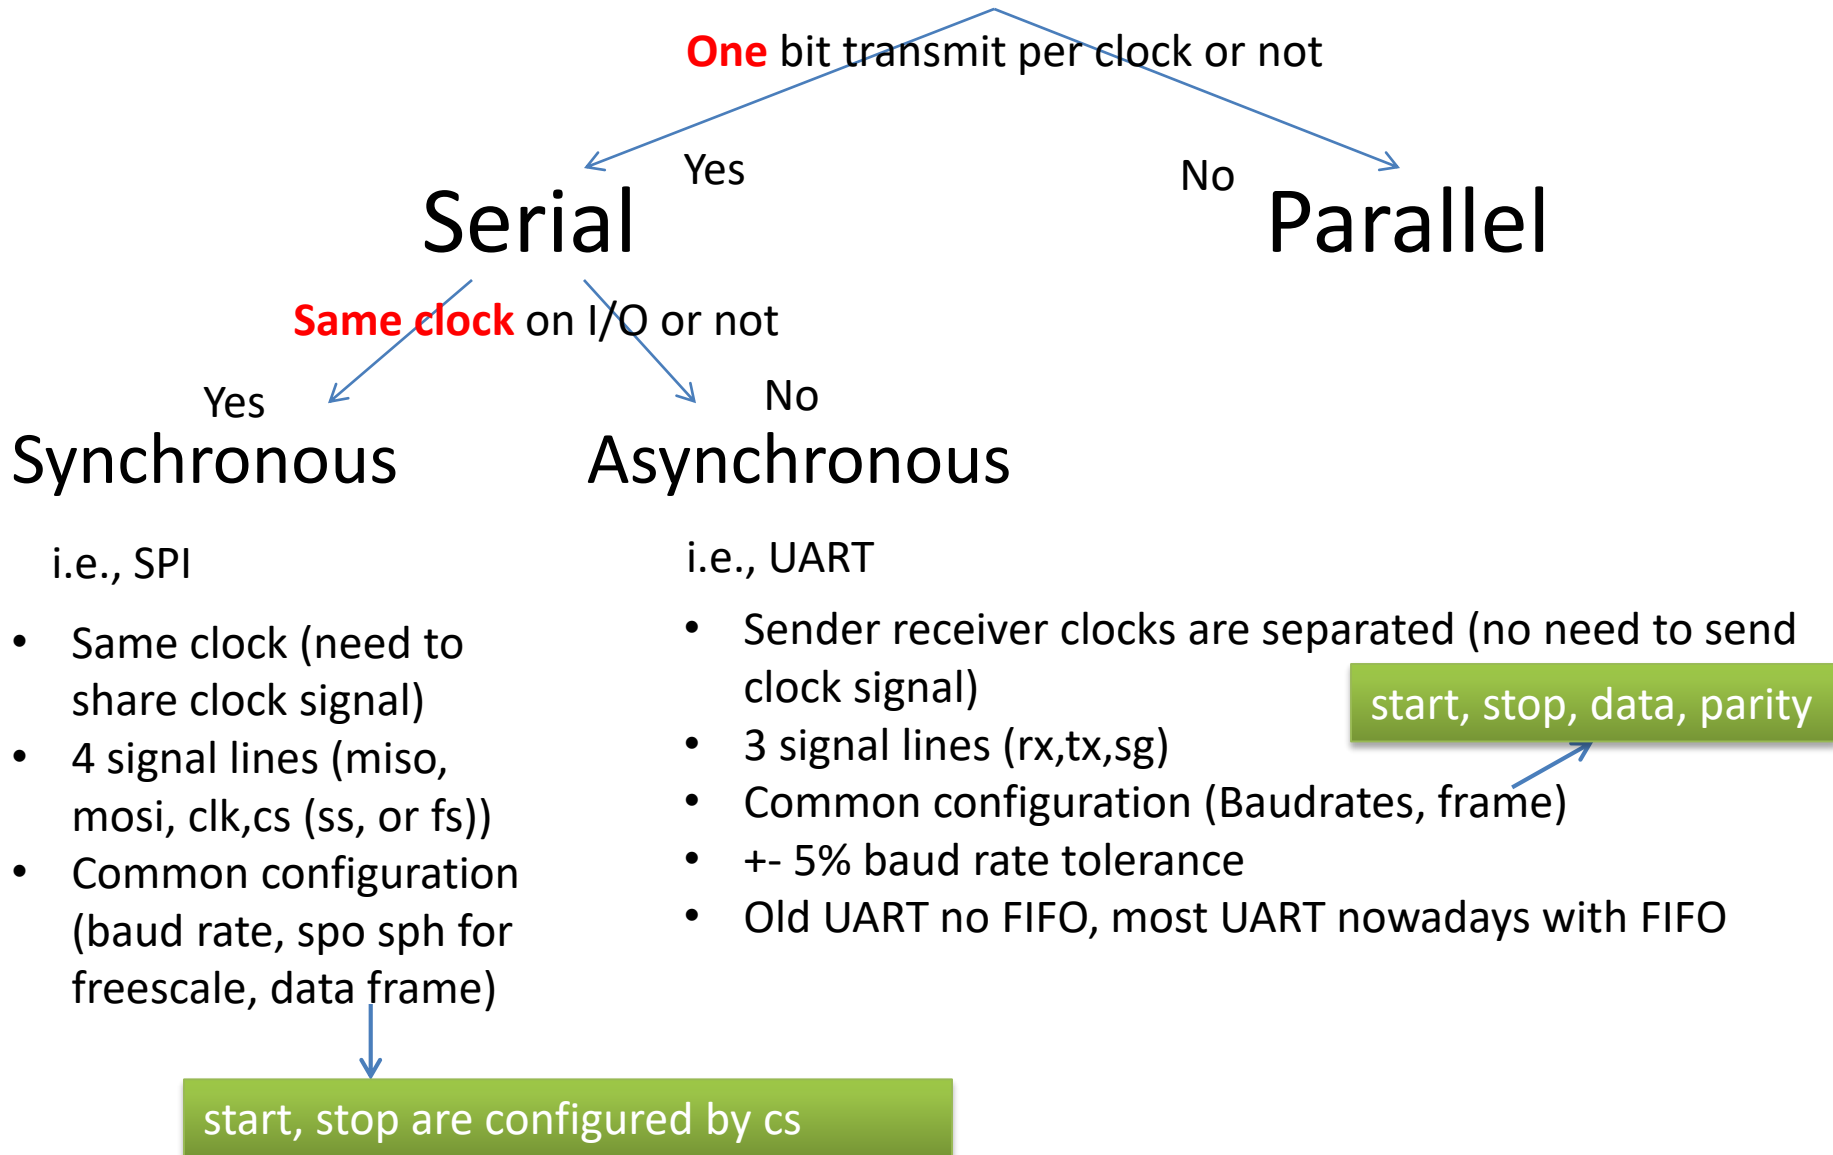 One bit transmit per clock or not
Yes
No
Serial
Parallel
Same clock on I/O or not
Yes
No
Synchronous
Asynchronous
i.e., SPI
• Same clock (need to
share clock signal)
• 4 signal lines (miso,
mosi, clk,cs (ss, or fs))
• Common configuration
(baud rate, spo sph for
freescale, data frame)
start, stop are configured by cs
i.e., UART
• Sender receiver clocks are separated (no need to send
clock signal)
• 3 signal lines (rx,tx,sg)
• Common configuration (Baudrates, frame)
• +- 5% baud rate tolerance
• Old UART no FIFO, most UART nowadays with FIFO
start, stop, data, parity